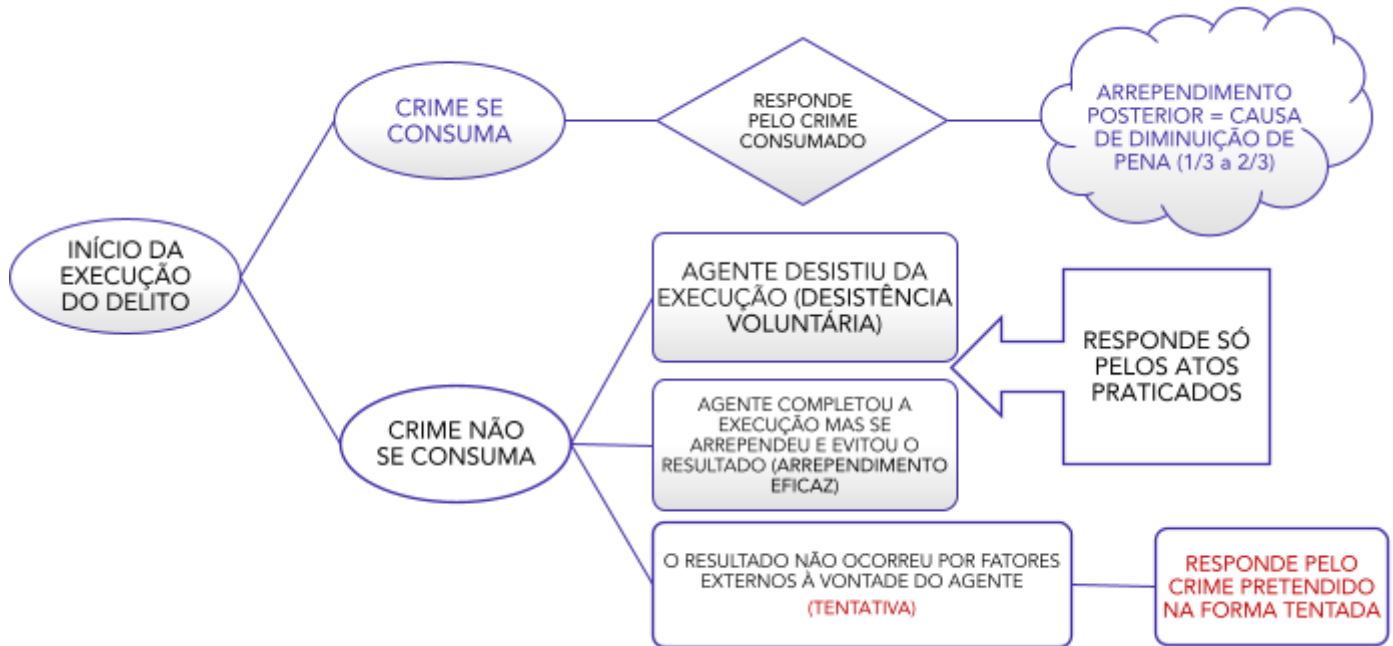 CRIME SE
CONSUMA
RESPONDE
PELO CRIME
CONSUMADO
ARREPENDIMENTO
POSTERIOR = CAUSA
DE DIMINUIÇÃO DE
PENA (1/3 a 2/3)
INÍCIO DA
EXECUÇÃO
DO DELITO
AGENTE DESISTIU DA
EXECUÇÃO (DESISTÊNCIA
VOLUNTÁRIA)
RESPONDE SÓ
PELOS ATOS
PRATICADOS
CRIME NÃO
SE CONSUMA
AGENTE COMPLETOU A
EXECUÇÃO MAS SE
ARREPENDEU E EVITOU O
RESULTADO (ARREPENDIMENTO
EFICAZ)
O RESULTADO NÃO OCORREU POR FATORES
EXTERNOS À VONTADE DO AGENTE
(TENTATIVA)
RESPONDE PELO
CRIME PRETENDIDO
NA FORMA TENTADA